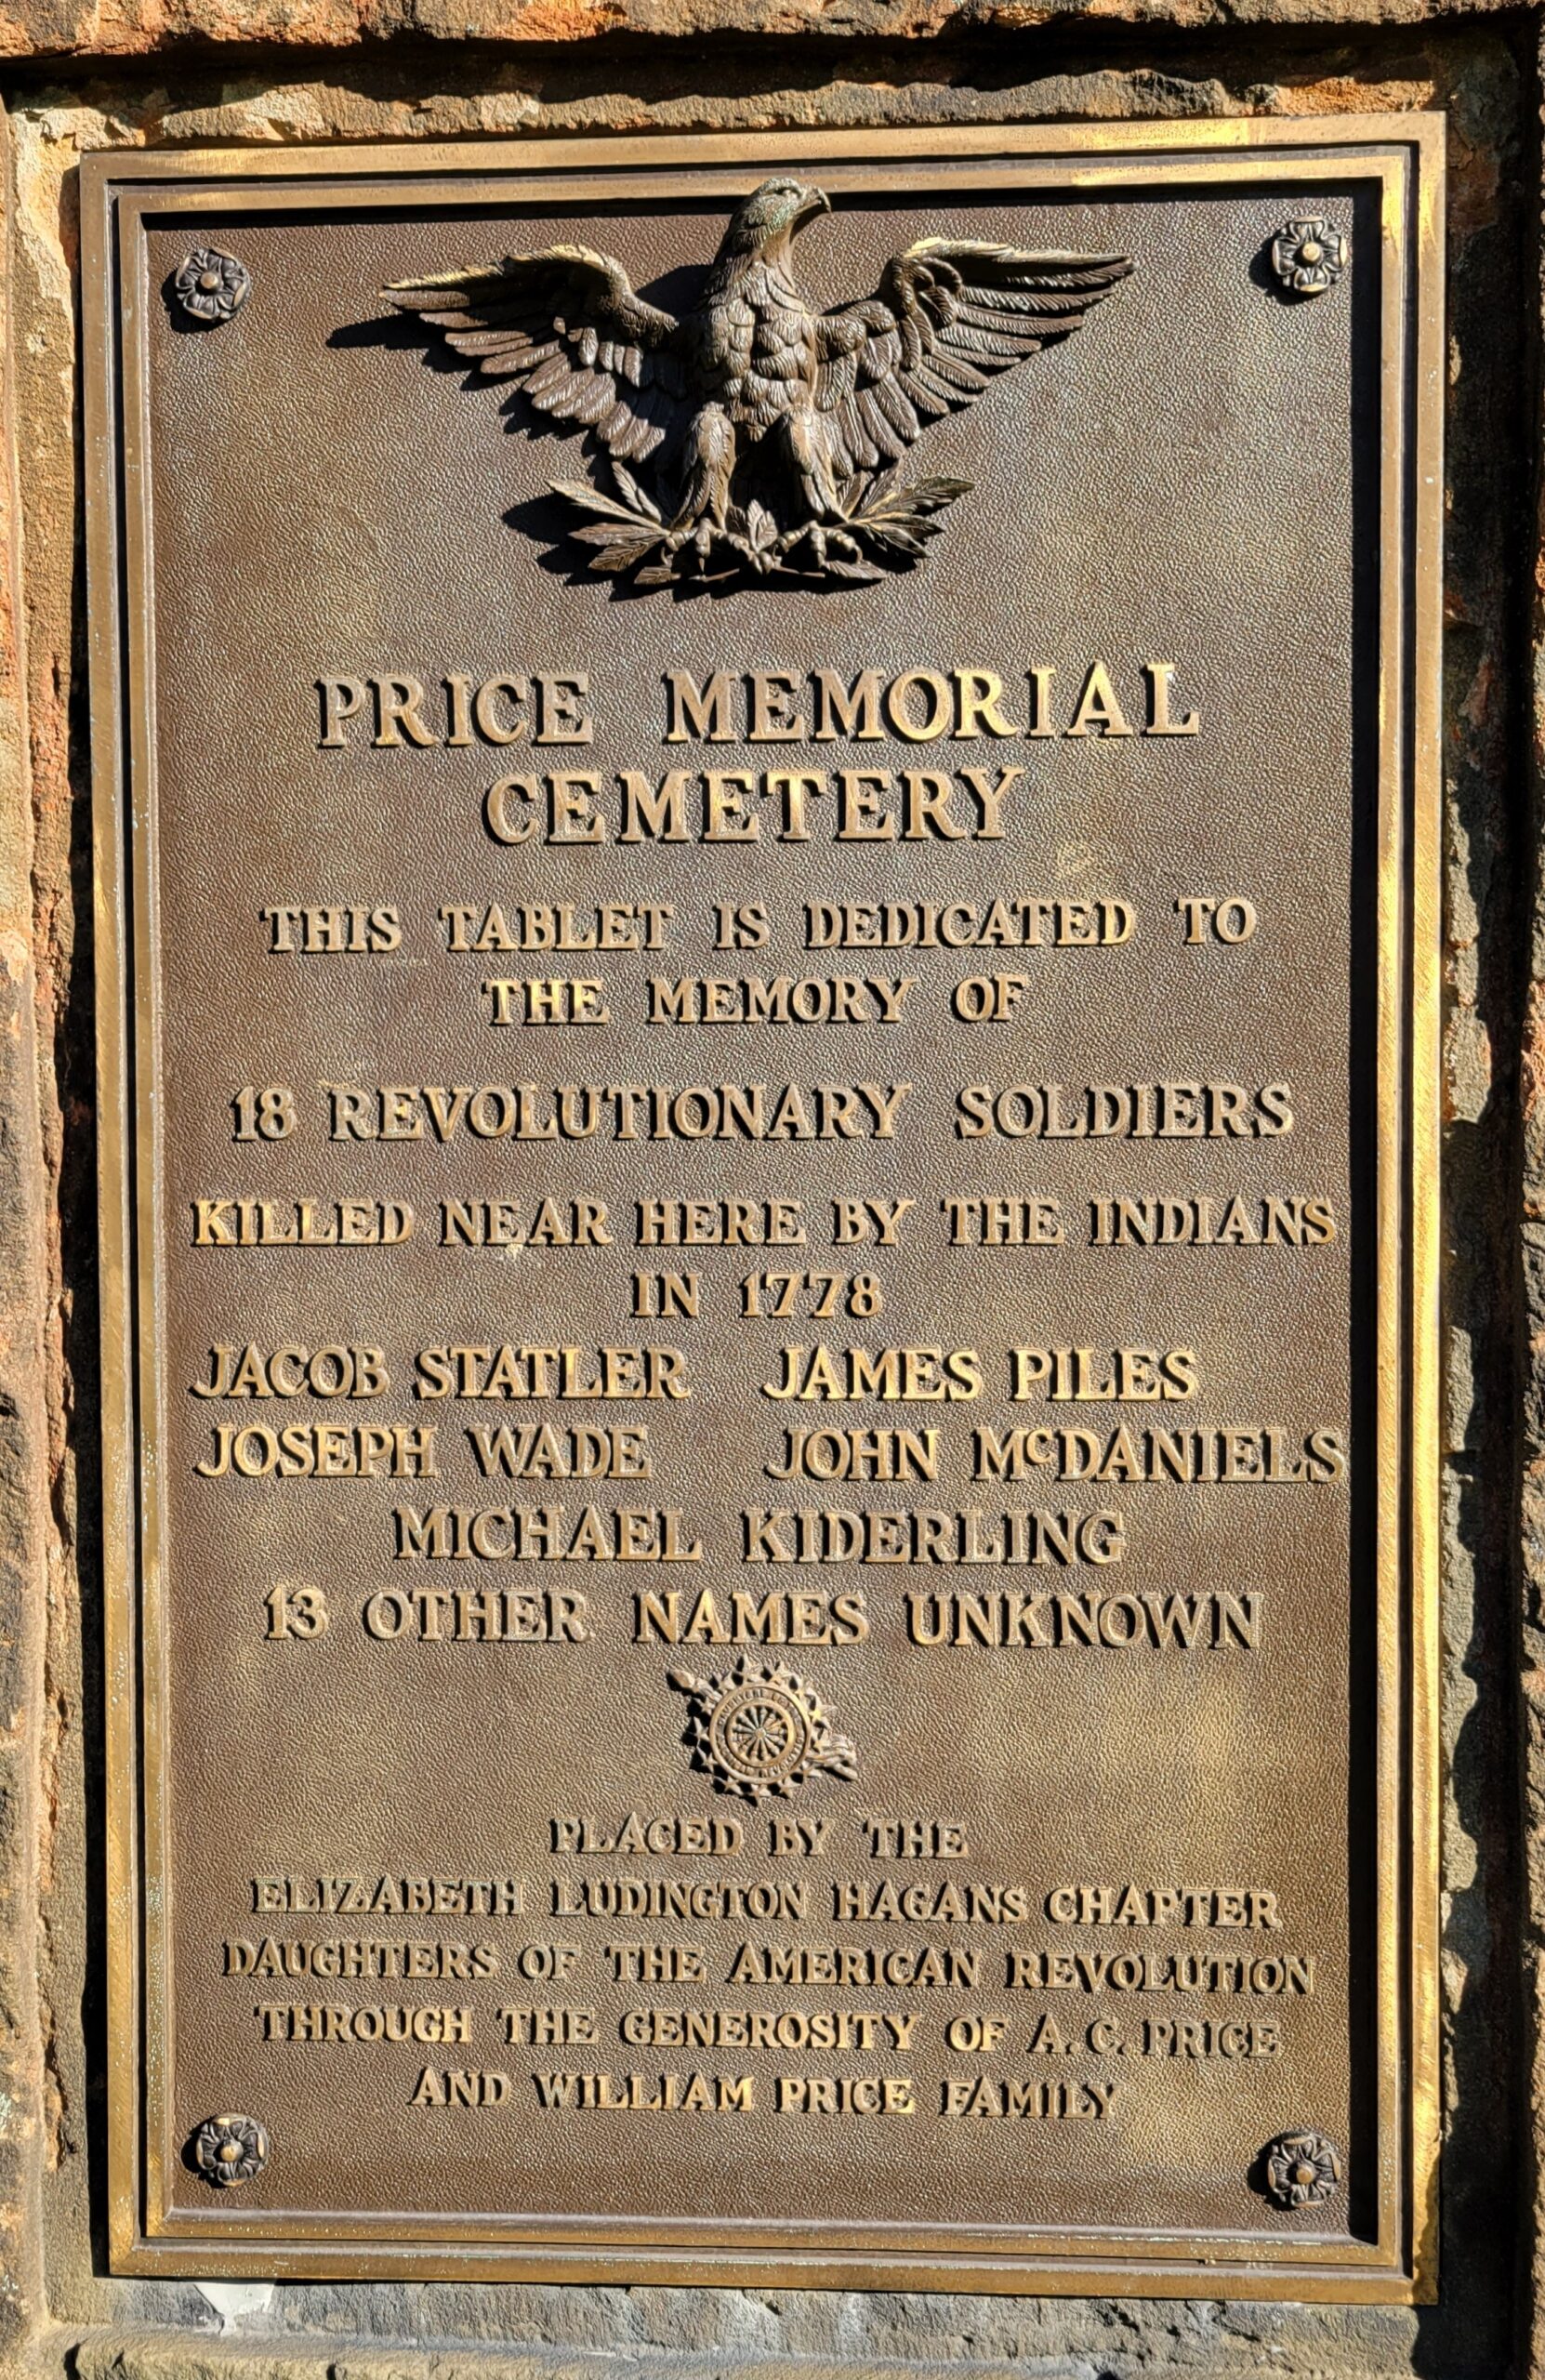 PRICE MEMORIAL
CEMETERY
THIS TABLET IS DEDICATED TO
THE MEMORY OF
18 REVOLUTIONARY SOLDIERS
KILLED NEAR HERE BY THE INDIANS
IN 1778
JACOB STATLER JAMES PILES
JOSEPH WADE JOHN McDANIELS
MICHAEL KIDERLING
13 OTHER NAMES UNKNOWN
PLACED BY THE
ELIZABETH LUDINGTON HAGANS CHAPTER
DAUGHTERS OF THE AMERICAN REVOLUTION
THROUGH THE GENEROSITY OF A. C. PRICE
AND WILLIAM PRICE FAMILY